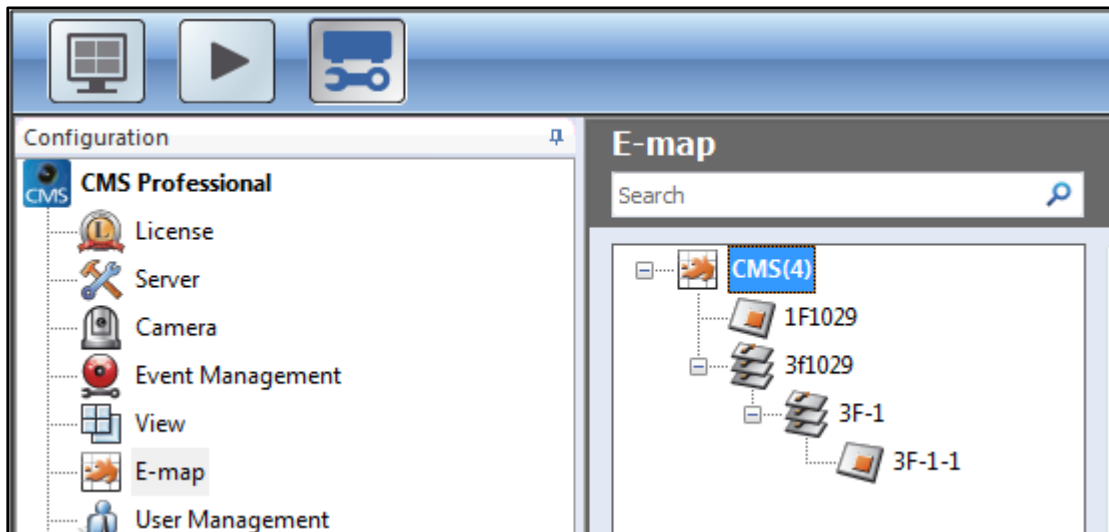 Configuration
CMS
CMS Professional
License
Server
Camera
Event Management
View
E-map
User Management
E-map
Search
CMS(4)
1F1029
3f1029
3F-1
3F-1-1